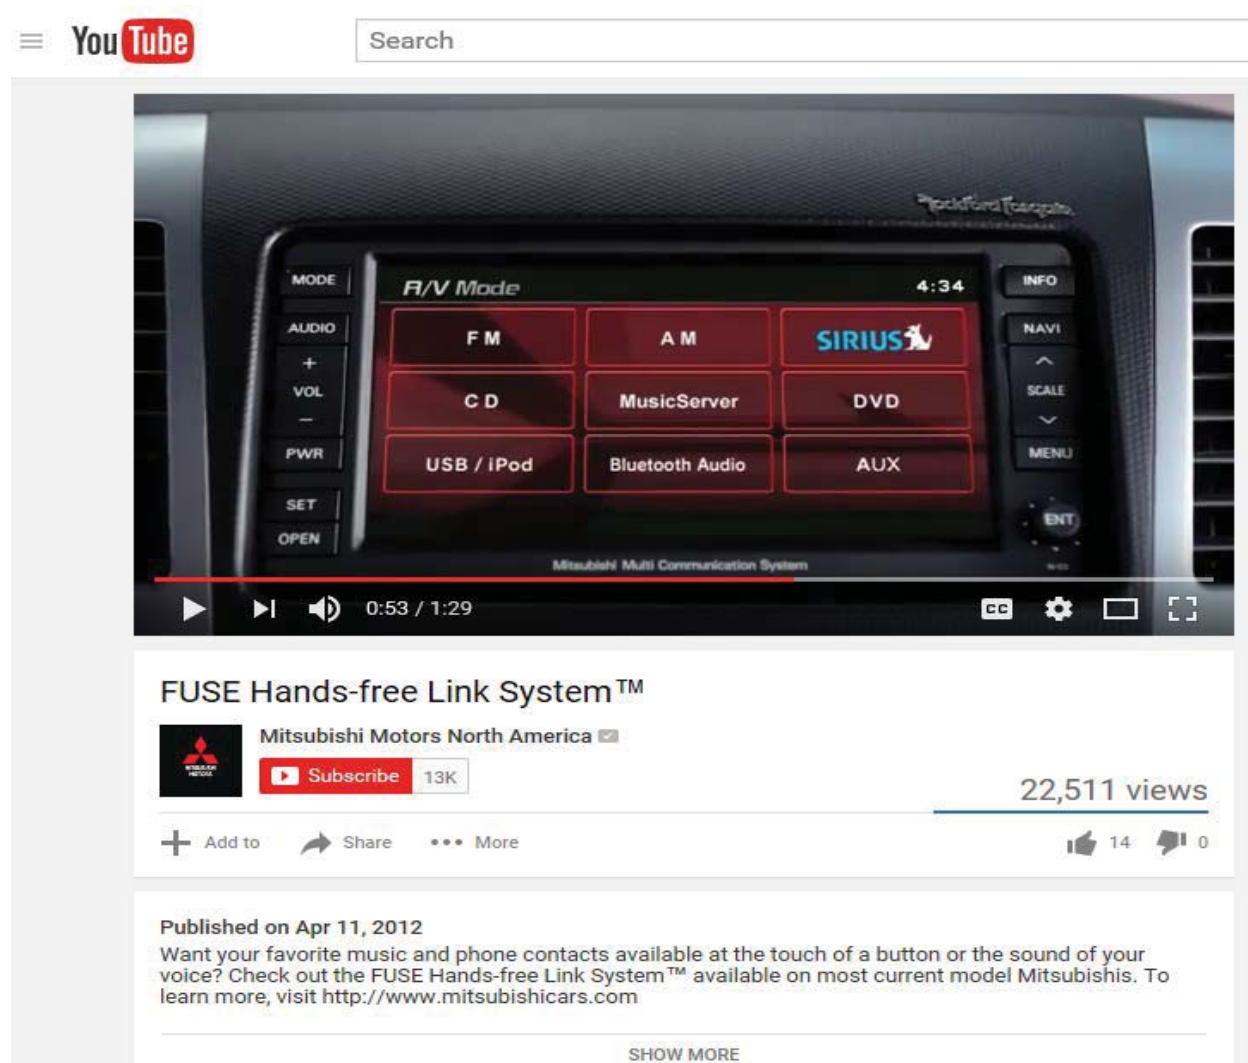 YouTube
Search
Rockford Fosgate
MODE
AUDIO
+
VOL
−
PWR
SET
OPEN
A/V Mode
4:34
FM
AM
SIRIUS
CD
MusicServer
DVD
USB / iPod
Bluetooth Audio
AUX
Mitsubishi Multi Communication System
INFO
NAVI
SCALE
MENU
ENT
0:53 / 1:29
CC
FUSE Hands-free Link System™
MITSUBISHI
MOTORS
Mitsubishi Motors North America
Subscribe 13K
22,511 views
Add to Share More
14 0
Published on Apr 11, 2012
Want your favorite music and phone contacts available at the touch of a button or the sound of your
voice? Check out the FUSE Hands-free Link System™ available on most current model Mitsubishis. To
learn more, visit http://www.mitsubishicars.com
SHOW MORE